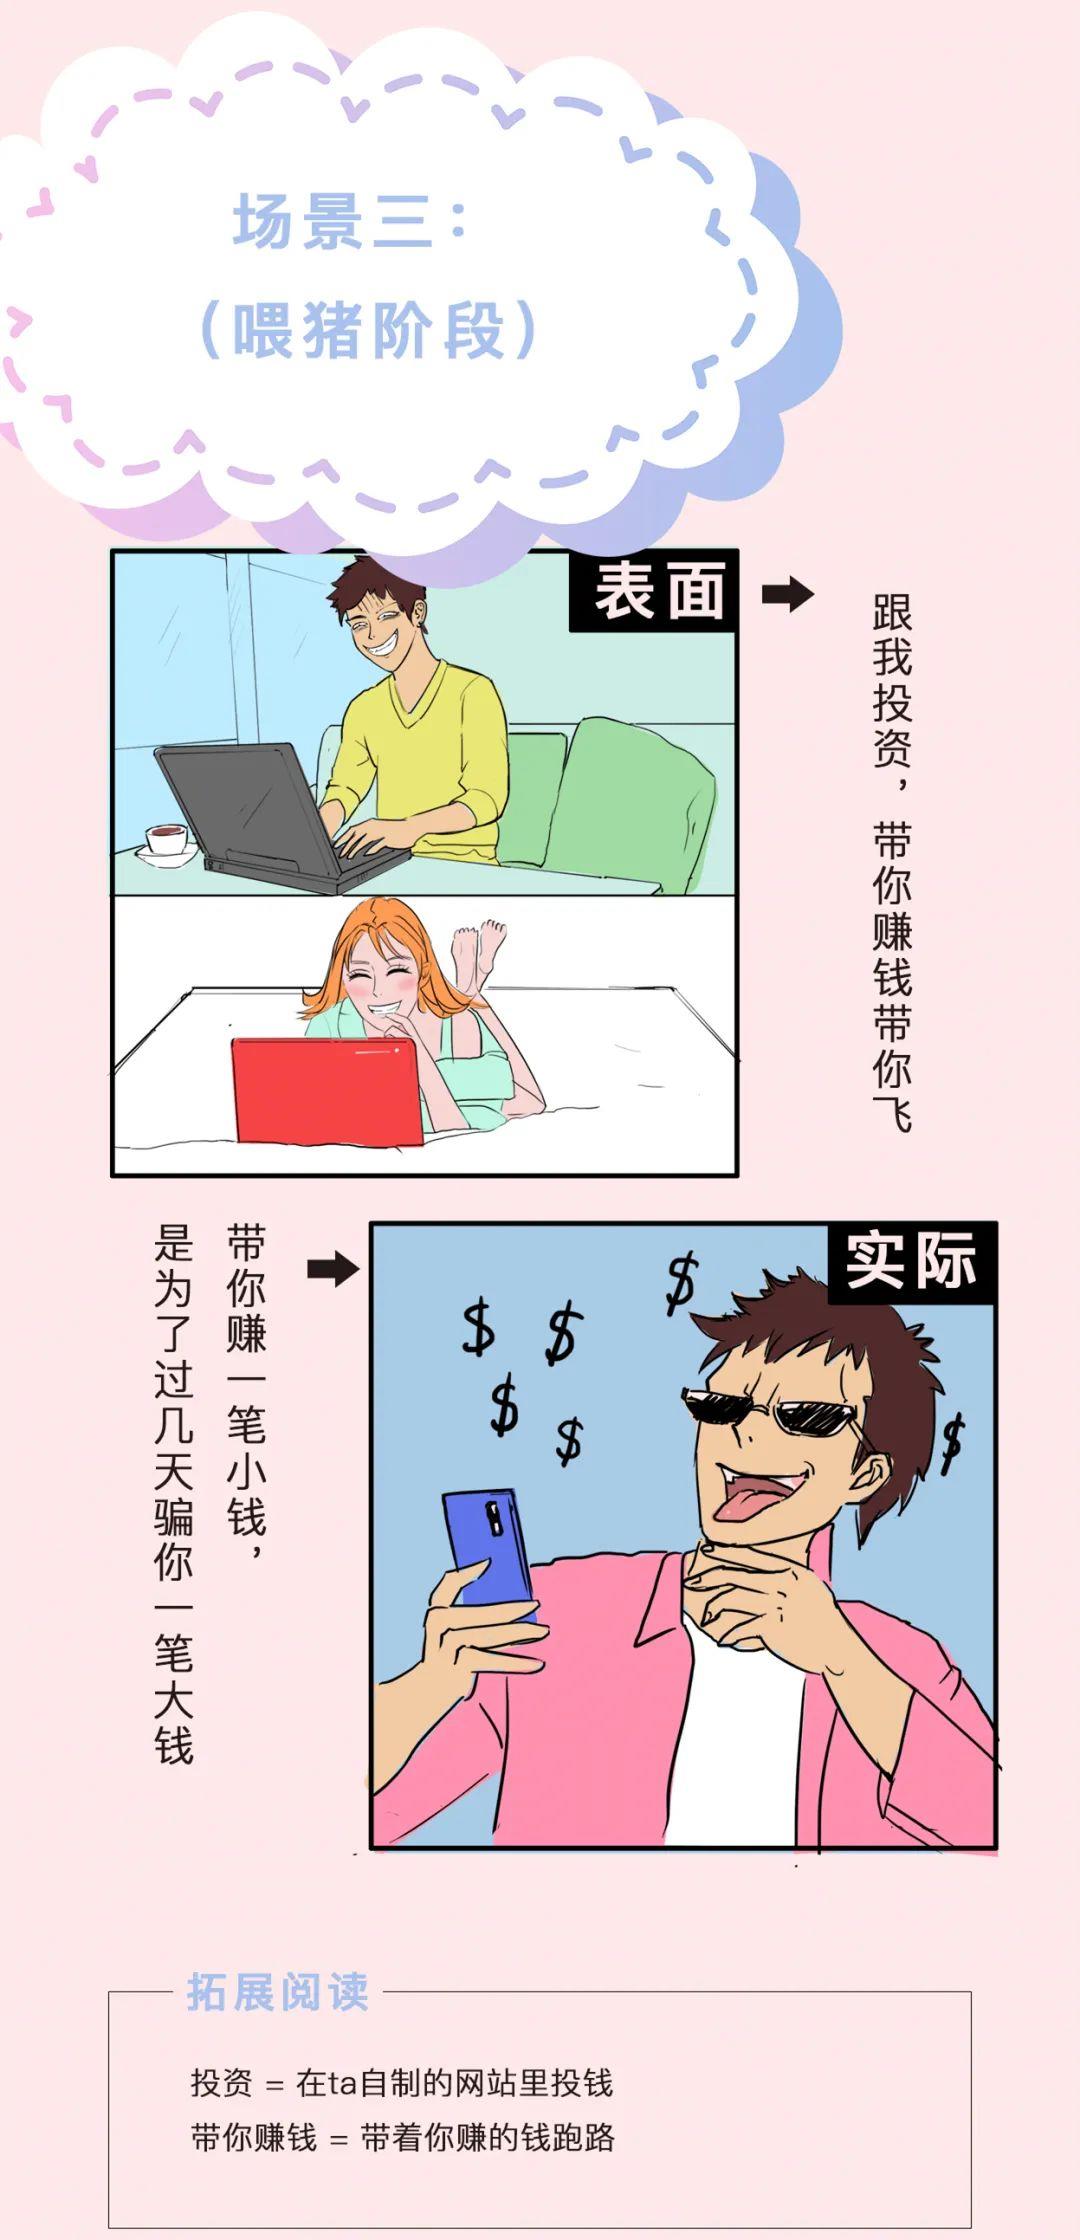 场景三：
（喂猪阶段）
表面
跟我投资，带你赚钱带你飞
实际
带你赚一笔小钱，
是为了过几天骗你一笔大钱
$
$
$
$
$
$
拓展阅读
投资 = 在ta自制的网站里投钱
带你赚钱 = 带着你赚的钱跑路